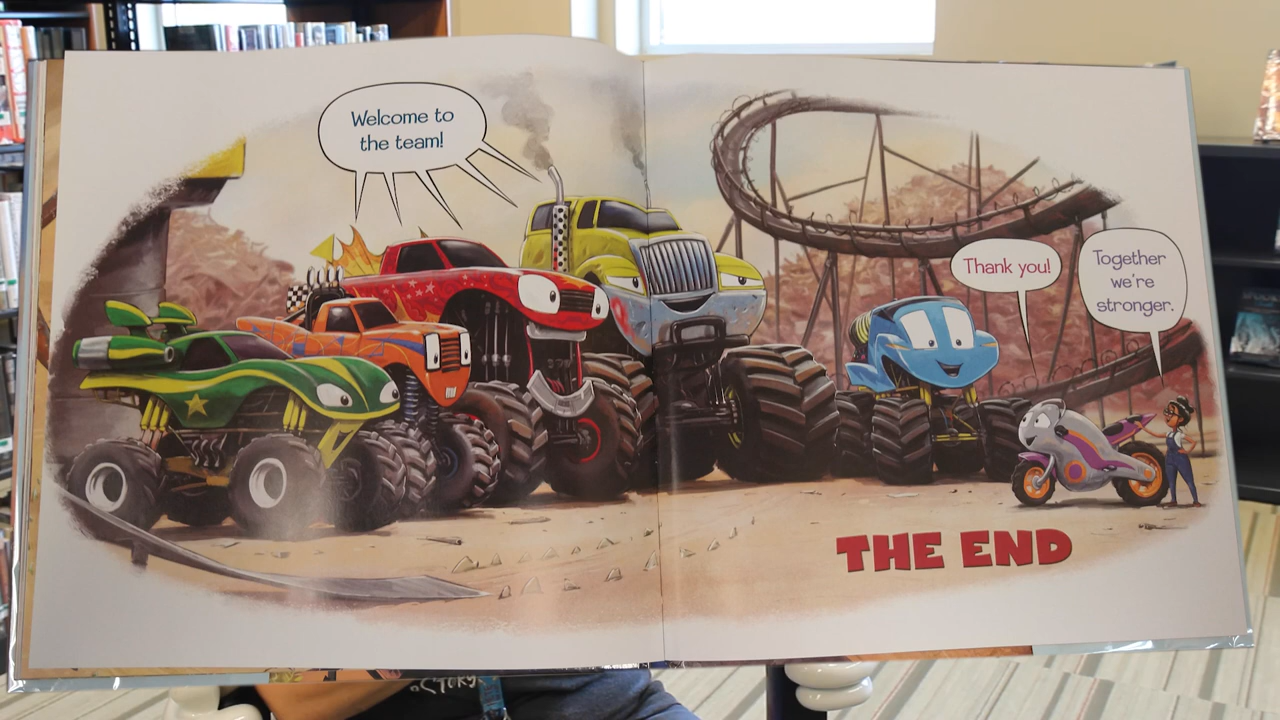 Welcome to
the team!
Thank you!
Together
we're
stronger.
THE END